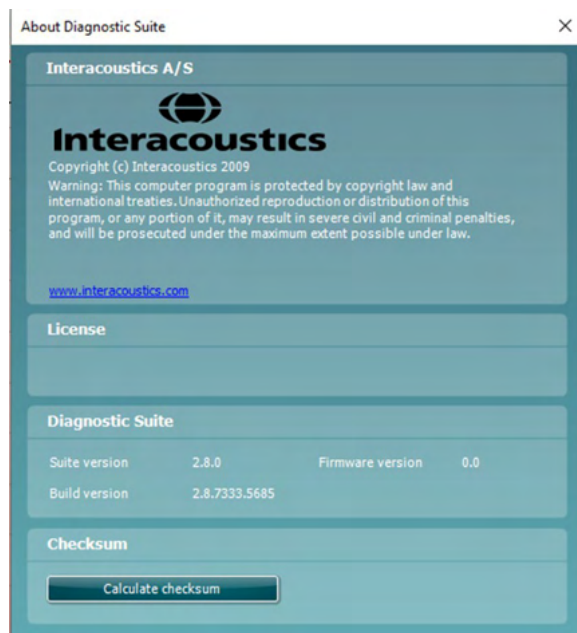 About Diagnostic Suite
Interacoustics A/S
Interacoustics
Copyright (c) Interacoustics 2009
Warning: This computer program is protected by copyright law and
international treaties. Unauthorized reproduction or distribution of this
program, or any portion of it, may result in severe civil and criminal penalties,
and will be prosecuted under the maximum extent possible under law.
www.interacoustics.com
License
Diagnostic Suite
Suite version 2.8.0 Firmware version 0.0
Build version 2.8.7333.5685
Checksum
Calculate checksum